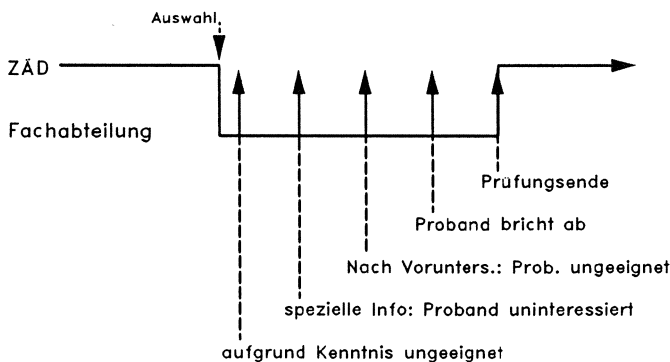 Auswahl
ZÄD
Fachabteilung
Prüfungsende
Proband bricht ab
Nach Vorunters.: Prob. ungeeignet
spezielle Info: Proband uninteressiert
aufgrund Kenntnis ungeeignet